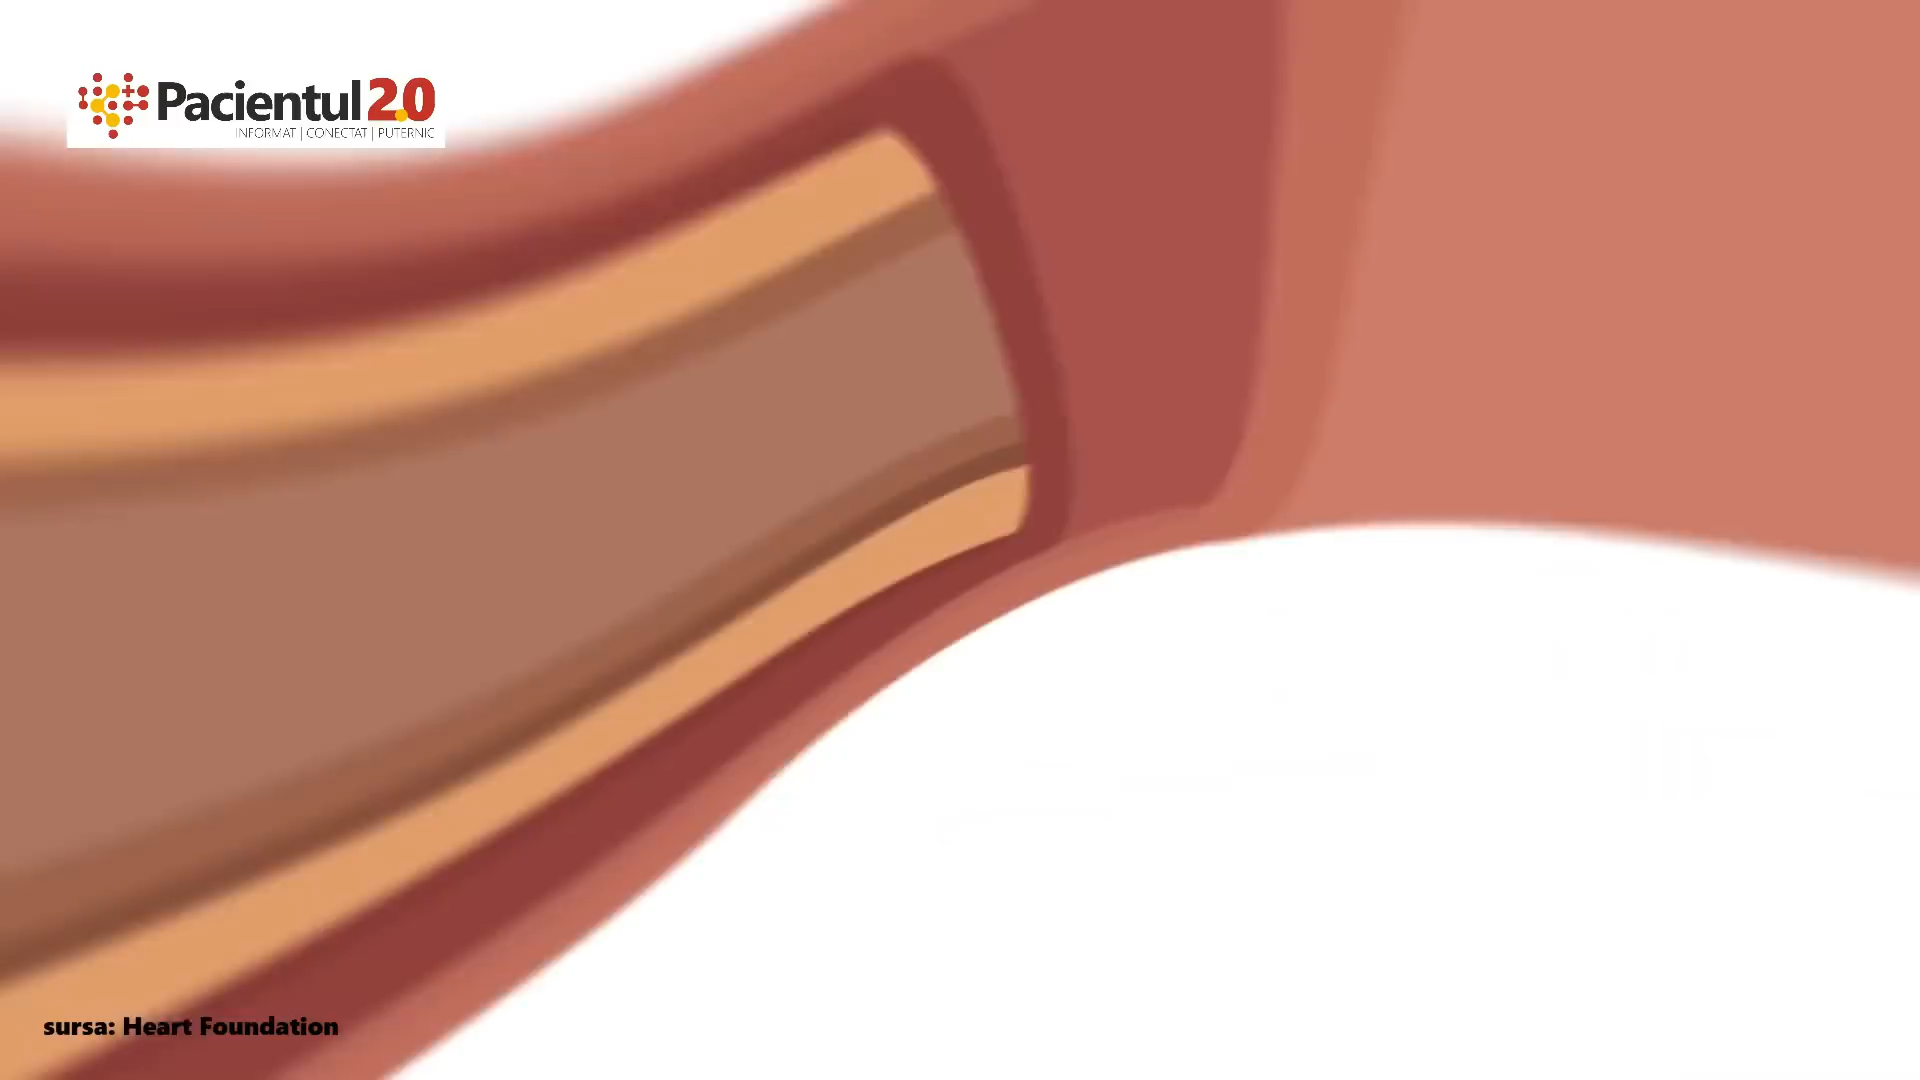 Pacientul 2.0
INFORMAT | CONECTAT | PUTERNIC
sursa: Heart Foundation